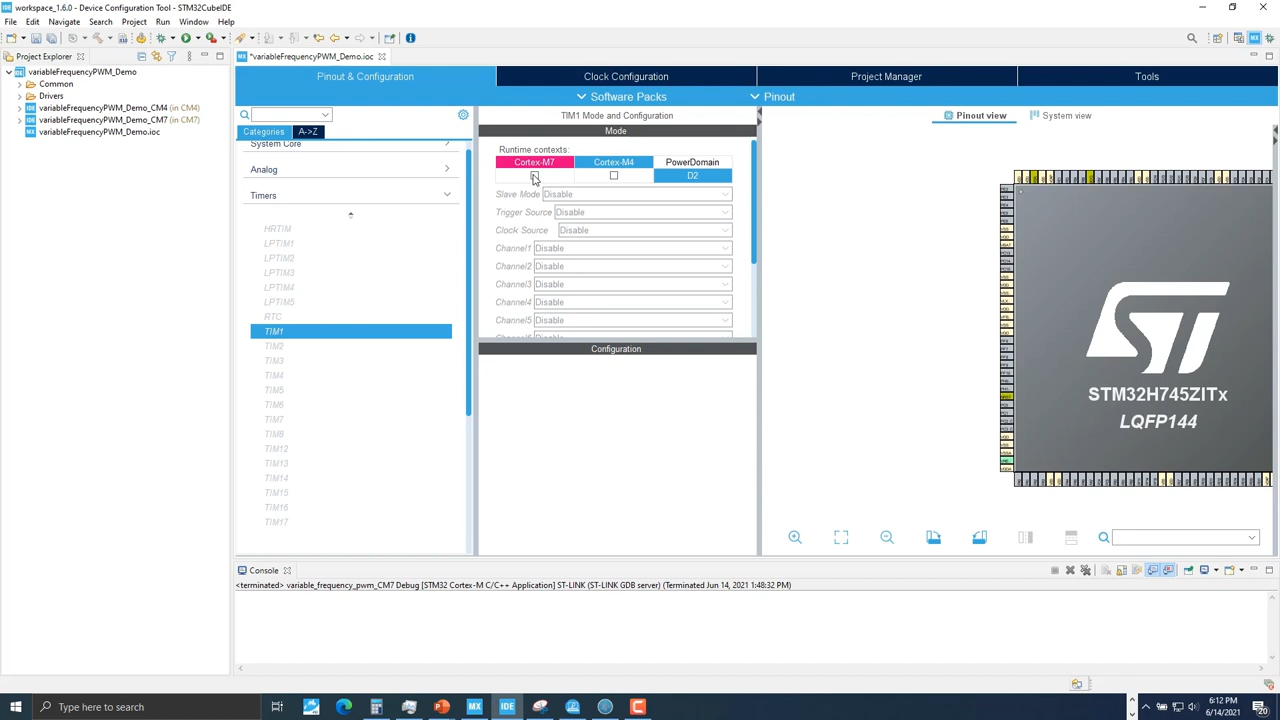 workspace_1.6.0 - Device Configuration Tool - STM32CubeIDE
File Edit Navigate Search Project Run Window Help
Project Explorer
*variableFrequencyPWM_Demo.ioc
variableFrequencyPWM_Demo
Common
Drivers
variableFrequencyPWM_Demo_CM4 (in CM4)
variableFrequencyPWM_Demo_CM7 (in CM7)
variableFrequencyPWM_Demo.ioc
Pinout & Configuration
Clock Configuration
Project Manager
Tools
Software Packs
Pinout
Categories
A->Z
System Core
Analog
Timers
HRTIM
LPTIM1
LPTIM2
LPTIM3
LPTIM4
LPTIM5
RTC
TIM1
TIM2
TIM3
TIM4
TIM5
TIM6
TIM7
TIM8
TIM12
TIM13
TIM14
TIM15
TIM16
TIM17
TIM1 Mode and Configuration
Mode
Runtime contexts:
Cortex-M7 Cortex-M4 PowerDomain
D2
Slave Mode Disable
Trigger Source Disable
Clock Source Disable
Channel1 Disable
Channel2 Disable
Channel3 Disable
Channel4 Disable
Channel5 Disable
Configuration
Pinout view
System view
STM32H745ZITx
LQFP144
Console
<terminated> variable_frequency_pwm_CM7 Debug [STM32 Cortex-M C/C++ Application] ST-LINK (ST-LINK GDB server) (Terminated Jun 14, 2021 1:48:32 PM)
Type here to search
6:12 PM
6/14/2021
20